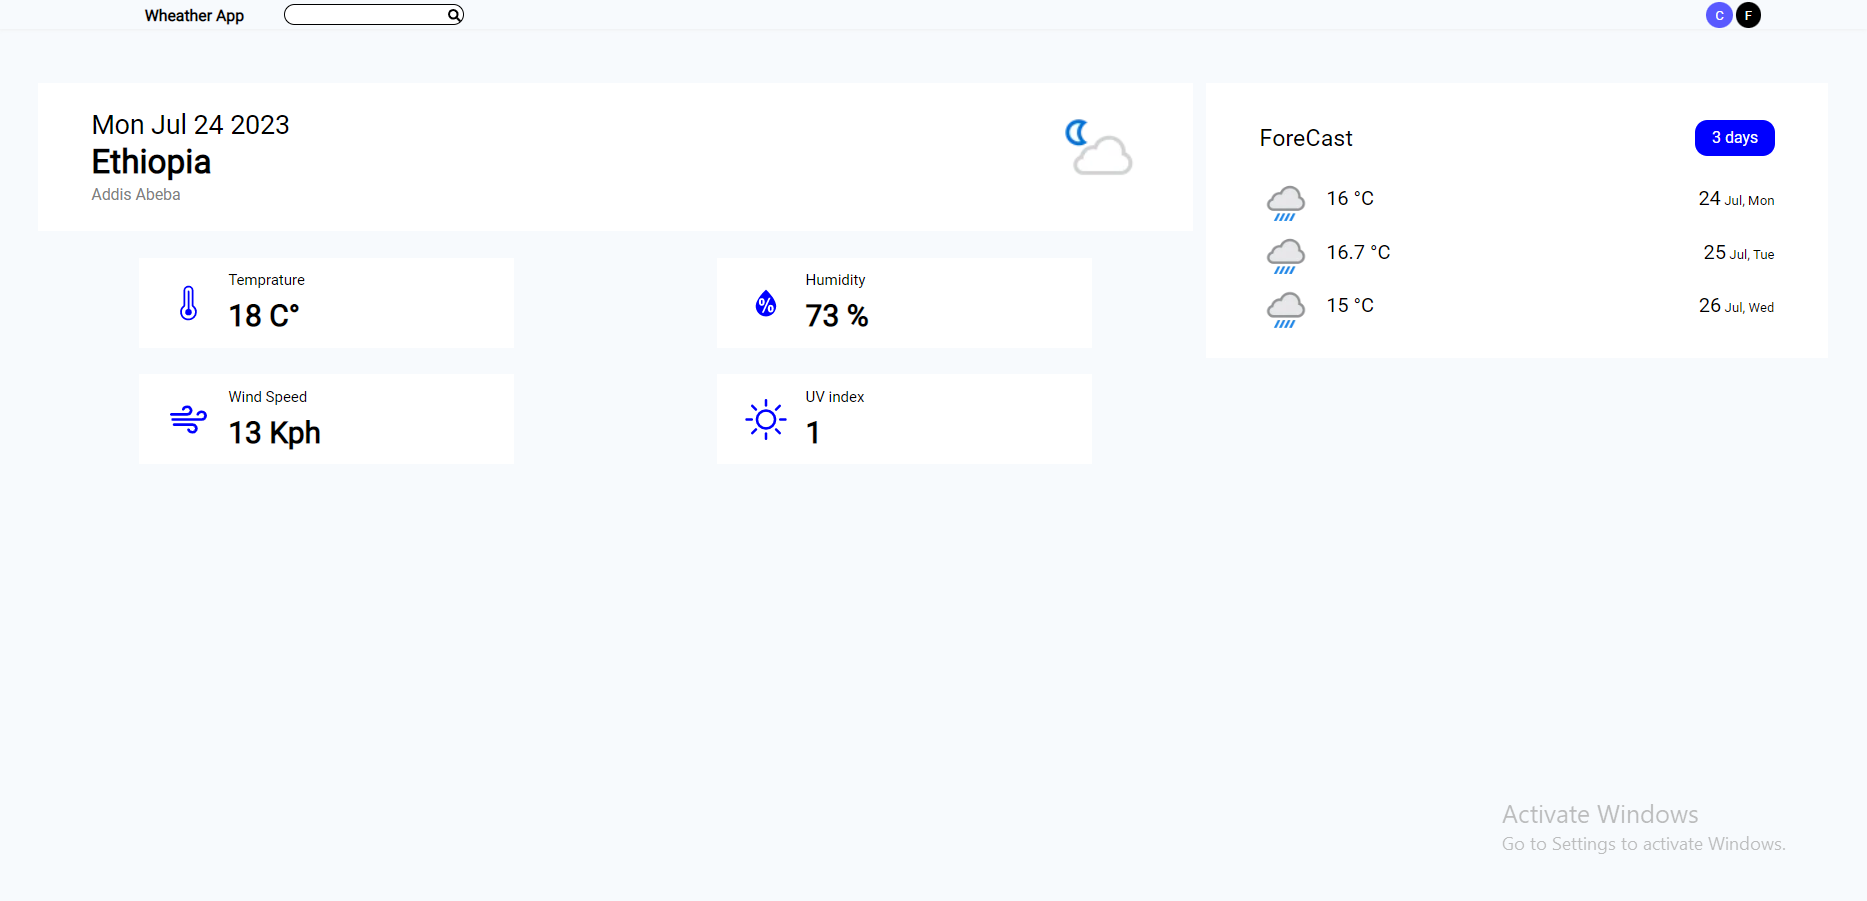 Wheather App
C F
Mon Jul 24 2023
Ethiopia
Addis Abeba
Temprature
18 C°
Humidity
%
73 %
Wind Speed
13 Kph
UV index
1
ForeCast
3 days
16 °C
24 Jul, Mon
16.7 °C
25 Jul, Tue
15 °C
26 Jul, Wed
Activate Windows
Go to Settings to activate Windows.